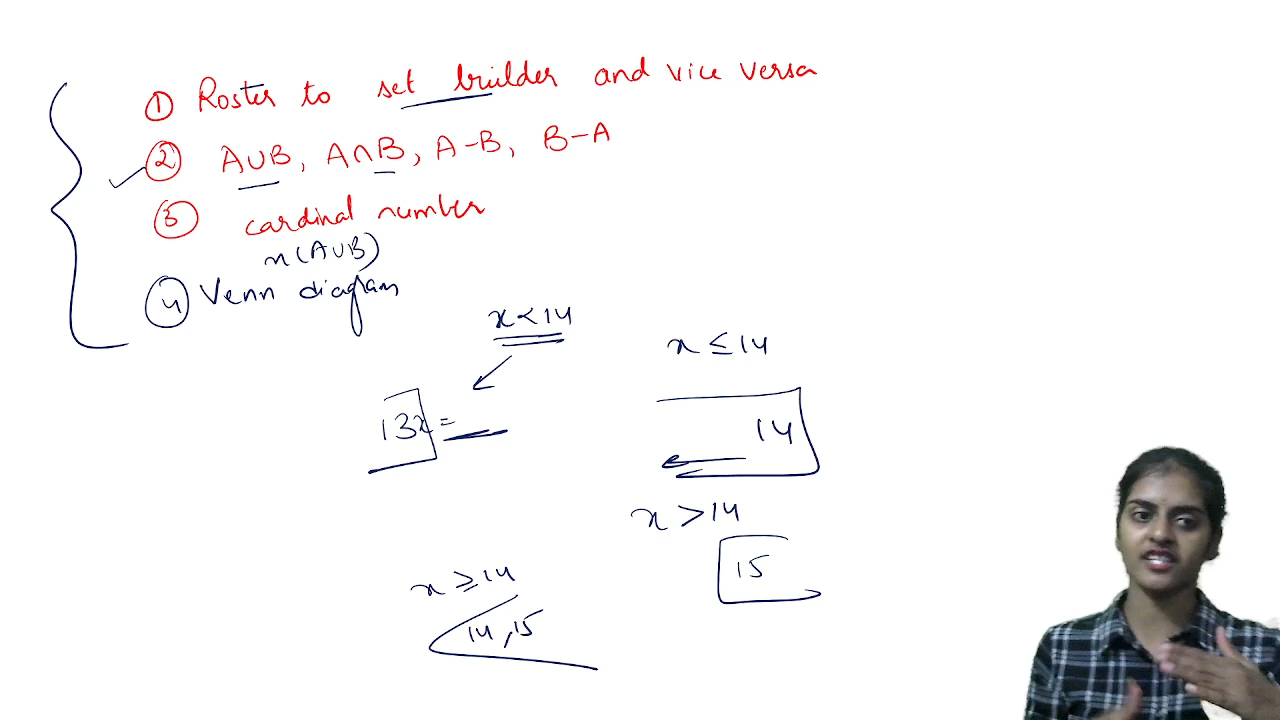 ① Roster to set builder and vice versa
② A∪B, A∩B, A-B, B-A
③ cardinal number
n(A∪B)
④ Venn diagram
x<14
x ≤ 14
13x =
14
x >14
15
x ≥14
14, 15